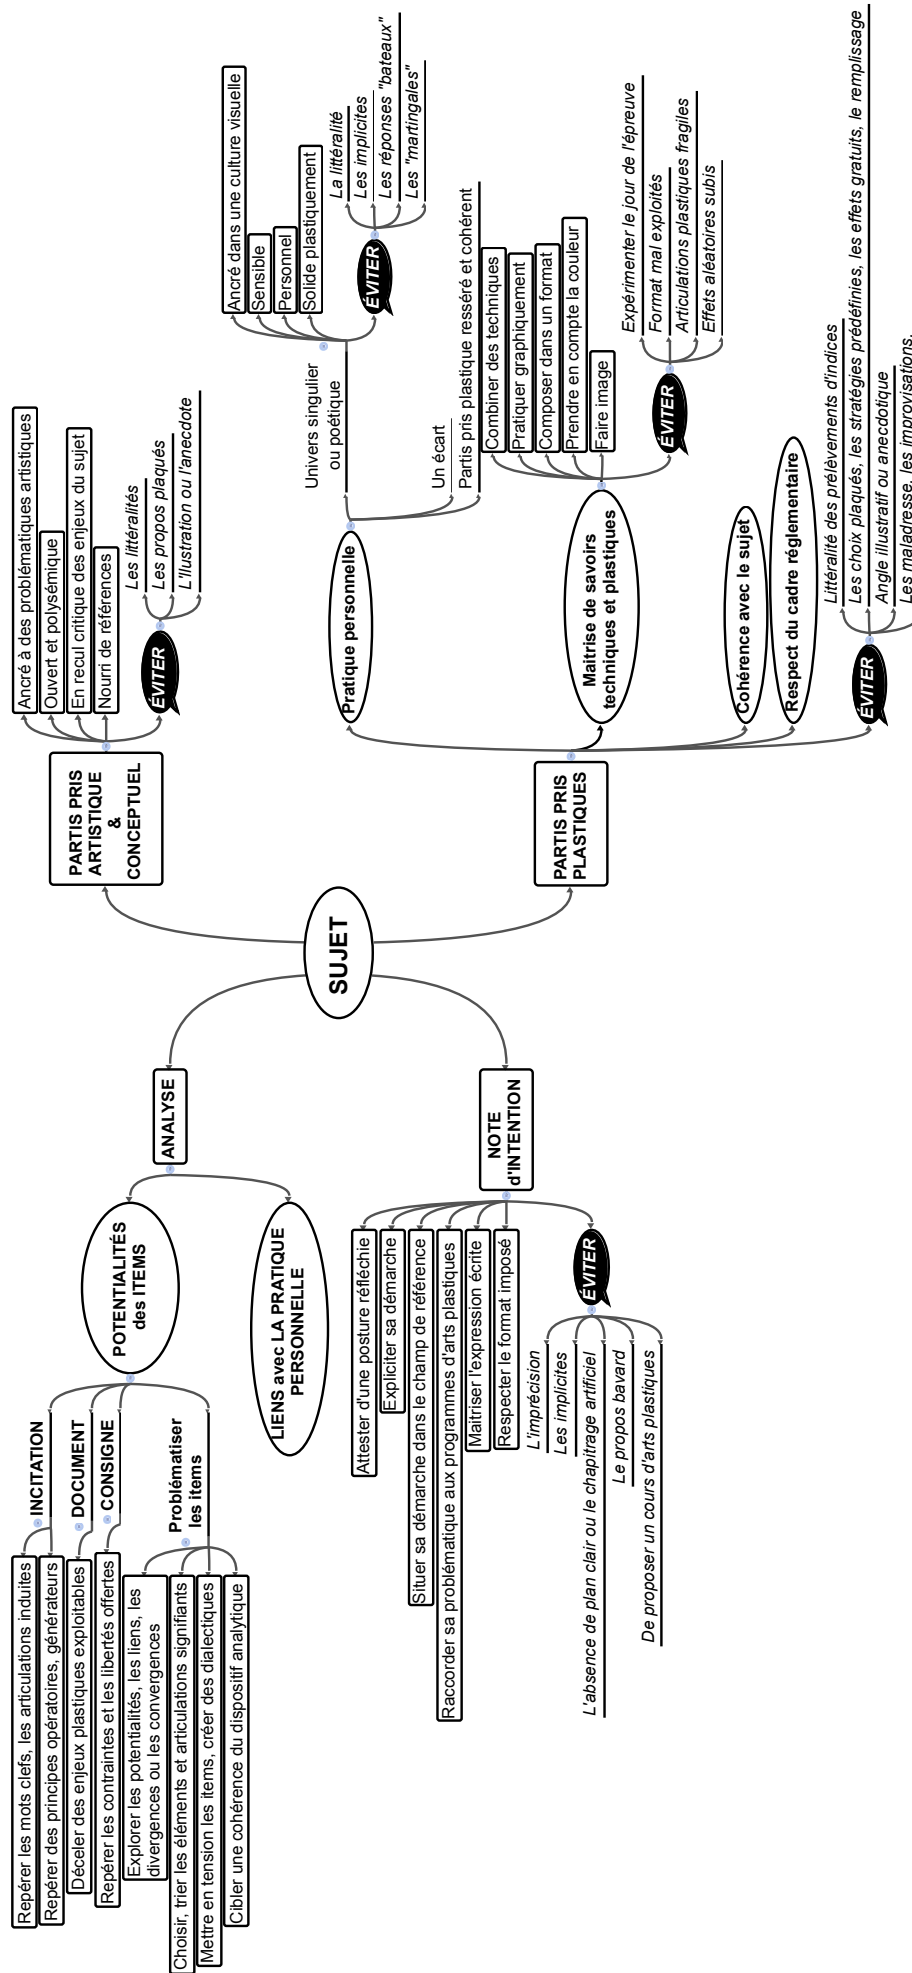 SUJET
ANALYSE
POTENTIALITÉS
des ITEMS
INCITATION
Repérer les mots clefs, les articulations induites
Repérer des principes opératoires, générateurs
DOCUMENT
Déceler des enjeux plastiques exploitables
CONSIGNE
Repérer les contraintes et les libertés offertes
Problématiser
les items
Explorer les potentialités, les liens, les
divergences ou les convergences
Choisir, trier les éléments et articulations signifiants
Mettre en tension les items, créer des dialectiques
Cibler une cohérence du dispositif analytique
LIENS avec LA PRATIQUE
PERSONNELLE
NOTE
d'INTENTION
Attester d'une posture réfléchie
Expliciter sa démarche
Situer sa démarche dans le champ de référence
Raccorder sa problématique aux programmes d'arts plastiques
Maitriser l'expression écrite
Respecter le format imposé
ÉVITER
L'imprécision
Les implicites
L'absence de plan clair ou le chapitrage artificiel
Le propos bavard
De proposer un cours d'arts plastiques
PARTIS PRIS
ARTISTIQUE
&
CONCEPTUEL
Ancré à des problématiques artistiques
Ouvert et polysémique
En recul critique des enjeux du sujet
Nourri de références
ÉVITER
Les littéralités
Les propos plaqués
L'illustration ou l'anecdote
PARTIS PRIS
PLASTIQUES
Pratique personnelle
Univers singulier
ou poétique
Ancré dans une culture visuelle
Sensible
Personnel
Solide plastiquement
ÉVITER
La littéralité
Les implicites
Les réponses "bateaux"
Les "martingales"
Un écart
Partis pris plastique resséré et cohérent
Maitrise de savoirs
techniques et plastiques
Combiner des techniques
Pratiquer graphiquement
Composer dans un format
Prendre en compte la couleur
Faire image
ÉVITER
Expérimenter le jour de l'épreuve
Format mal exploités
Articulations plastiques fragiles
Effets aléatoires subis
Cohérence avec le sujet
Respect du cadre réglementaire
ÉVITER
Littéralité des prélèvements d'indices
Les choix plaqués, les stratégies prédéfinies, les effets gratuits, le remplissage
Angle illustratif ou anecdotique
Les maladresse, les improvisations.